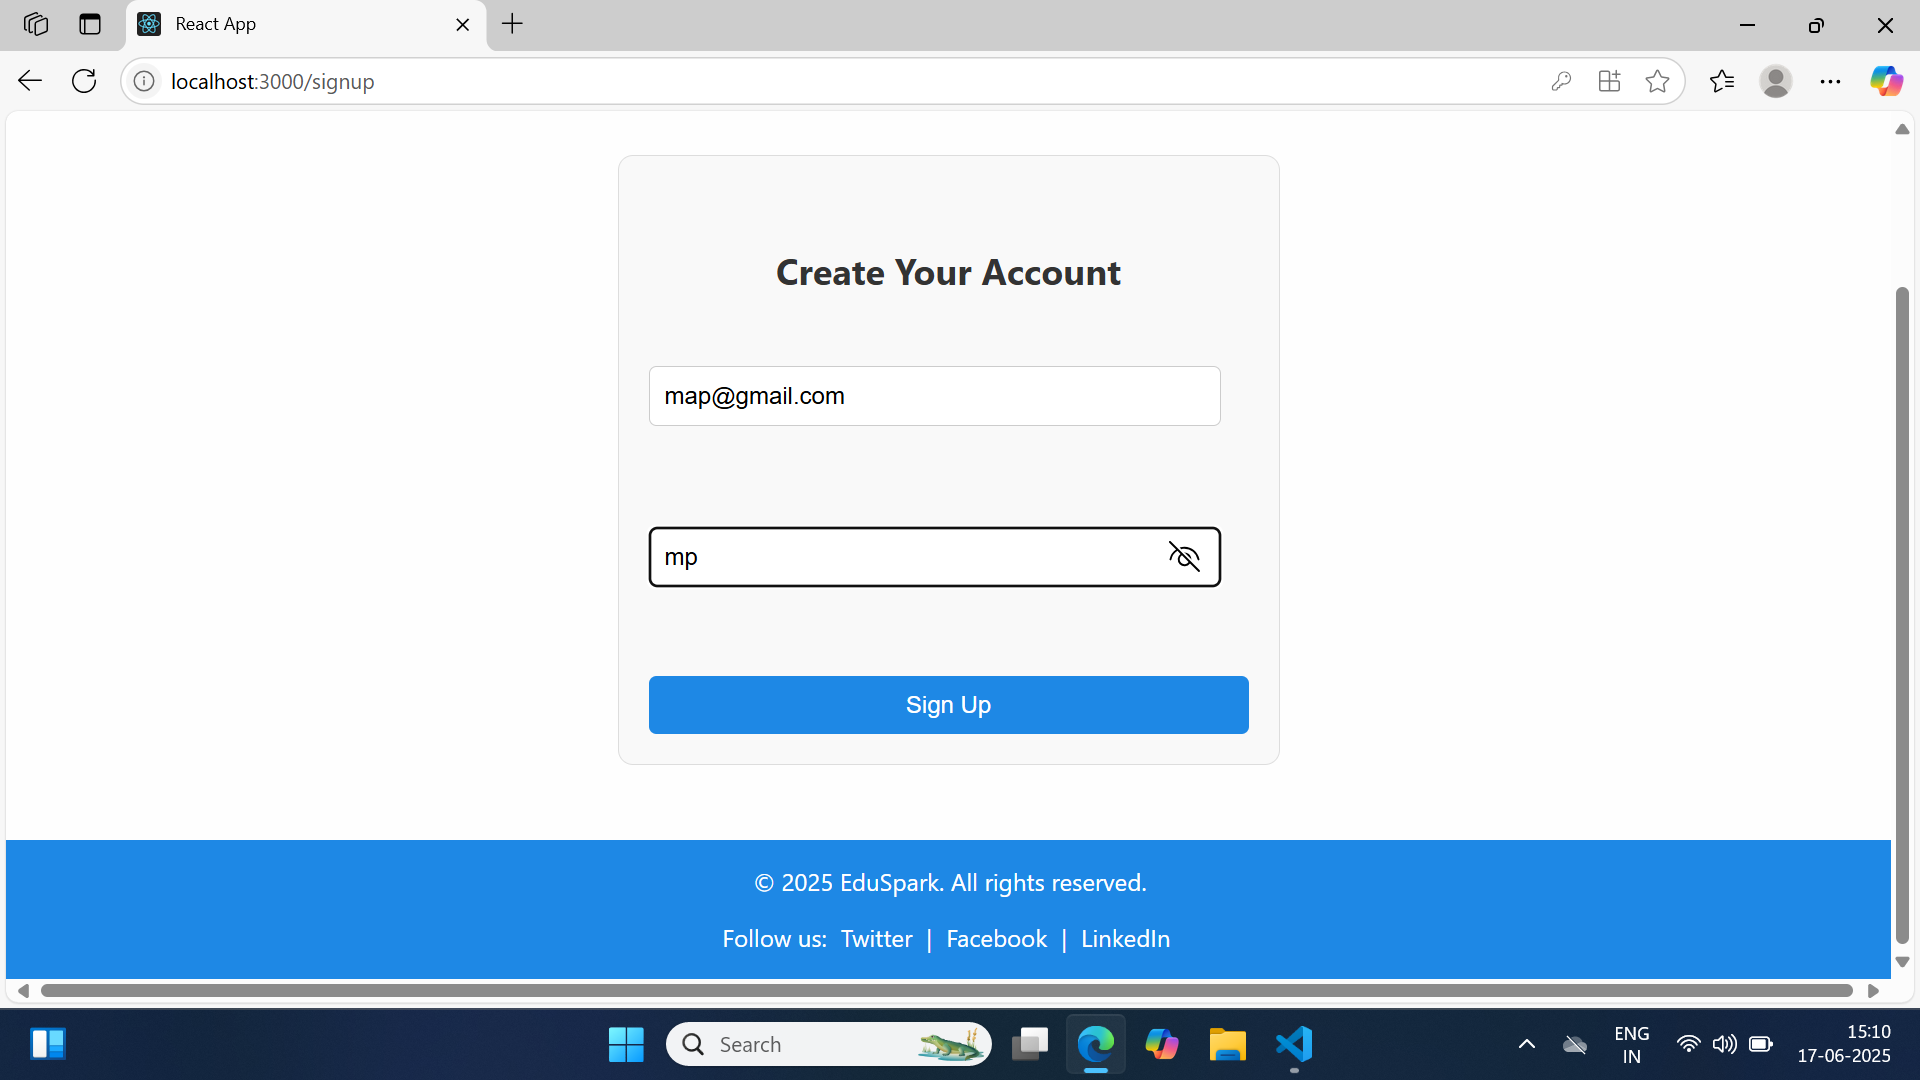 React App
localhost:3000/signup
Create Your Account
map@gmail.com
mp
Sign Up
© 2025 EduSpark. All rights reserved.
Follow us: Twitter | Facebook | LinkedIn
Search
ENG
IN
15:10
17-06-2025